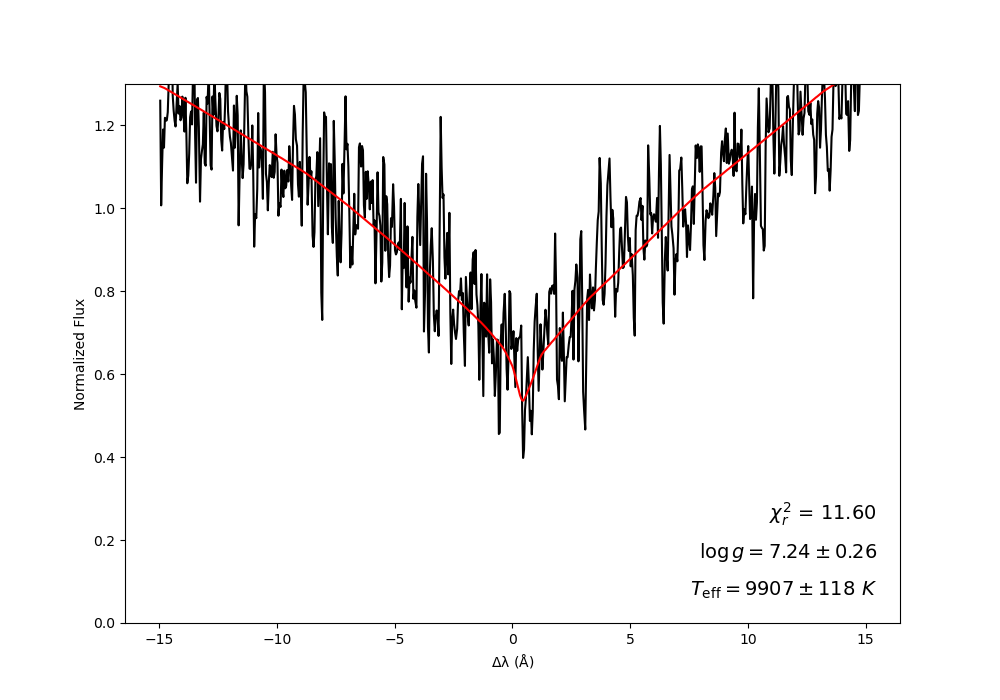 1.2
1.0
0.8
0.6
0.4
0.2
0.0
Normalized Flux
χ²ᵣ = 11.60
log g = 7.24 ± 0.26
T_eff = 9907 ± 118 K
−15
−10
−5
0
5
10
15
Δλ (Å)